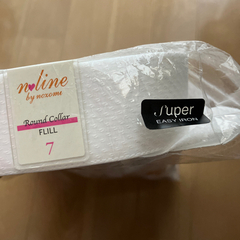 n♥line
by nozomi
Round Collar
FLILL
7
Super
EASY IRON